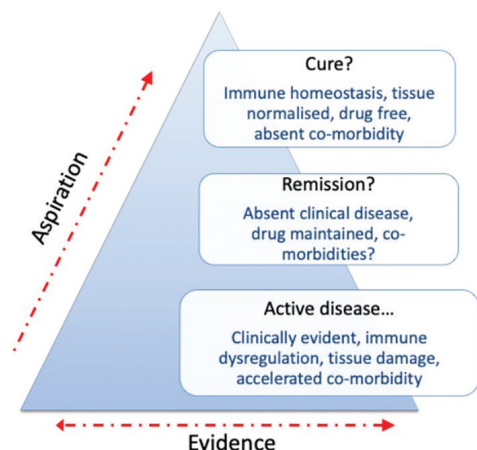 Cure?
Immune homeostasis, tissue
normalised, drug free,
absent co-morbidity
Remission?
Absent clinical disease,
drug maintained, co-
morbidities?
Active disease...
Clinically evident, immune
dysregulation, tissue damage,
accelerated co-morbidity
Aspiration
Evidence